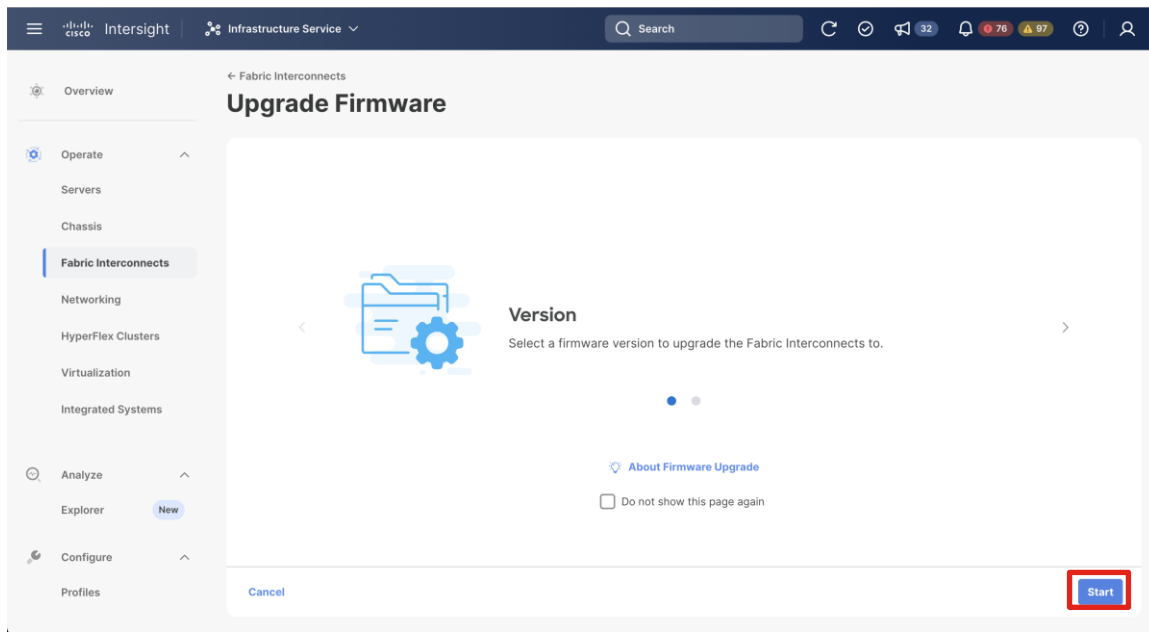 cisco Intersight Infrastructure Service Search 32 76 97
Overview
Operate
Servers
Chassis
Fabric Interconnects
Networking
HyperFlex Clusters
Virtualization
Integrated Systems
Analyze
Explorer New
Configure
Profiles
← Fabric Interconnects
Upgrade Firmware
Version
Select a firmware version to upgrade the Fabric Interconnects to.
About Firmware Upgrade
Do not show this page again
Cancel Start